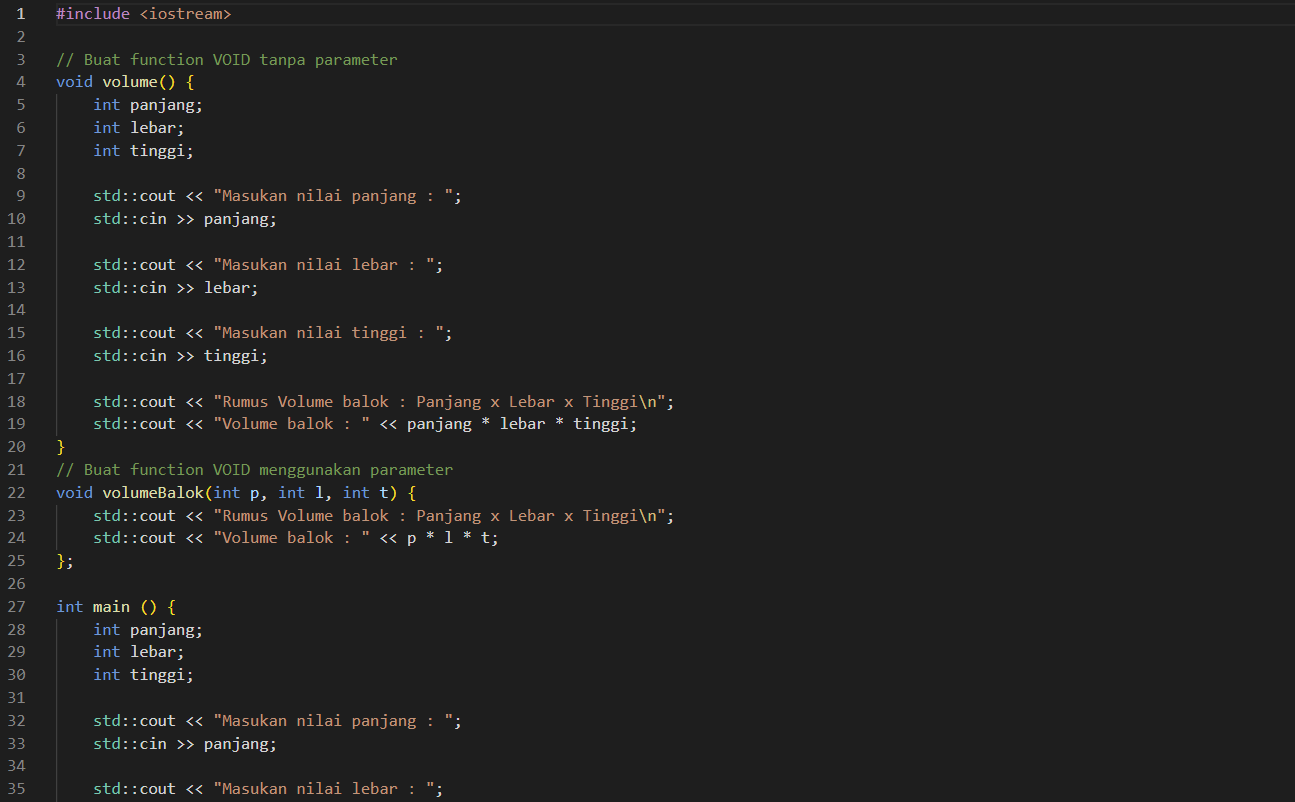 1 #include <iostream>
2
3 // Buat function VOID tanpa parameter
4 void volume() {
5     int panjang;
6     int lebar;
7     int tinggi;
8
9     std::cout << "Masukan nilai panjang : ";
10     std::cin >> panjang;
11
12     std::cout << "Masukan nilai lebar : ";
13     std::cin >> lebar;
14
15     std::cout << "Masukan nilai tinggi : ";
16     std::cin >> tinggi;
17
18     std::cout << "Rumus Volume balok : Panjang x Lebar x Tinggi\n";
19     std::cout << "Volume balok : " << panjang * lebar * tinggi;
20 }
21 // Buat function VOID menggunakan parameter
22 void volumeBalok(int p, int l, int t) {
23     std::cout << "Rumus Volume balok : Panjang x Lebar x Tinggi\n";
24     std::cout << "Volume balok : " << p * l * t;
25 };
26
27 int main () {
28     int panjang;
29     int lebar;
30     int tinggi;
31
32     std::cout << "Masukan nilai panjang : ";
33     std::cin >> panjang;
34
35     std::cout << "Masukan nilai lebar : ";